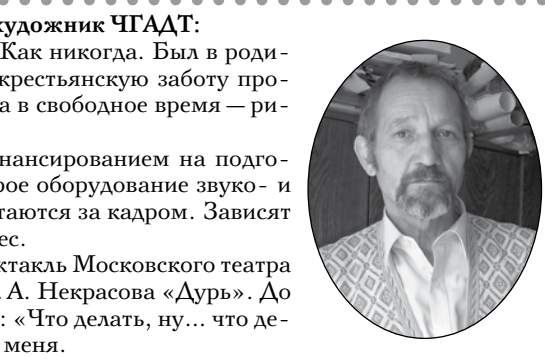 художник ЧГАДТ:
Как никогда. Был в роди-
крестьянскую заботу про-
а в свободное время — ри-
нансированием на подго-
рое оборудование звуко- и
таются за кадром. Зависят
ес.
ктакль Московского театра
А. Некрасова «Дурь». До
: «Что делать, ну... что де-
меня.